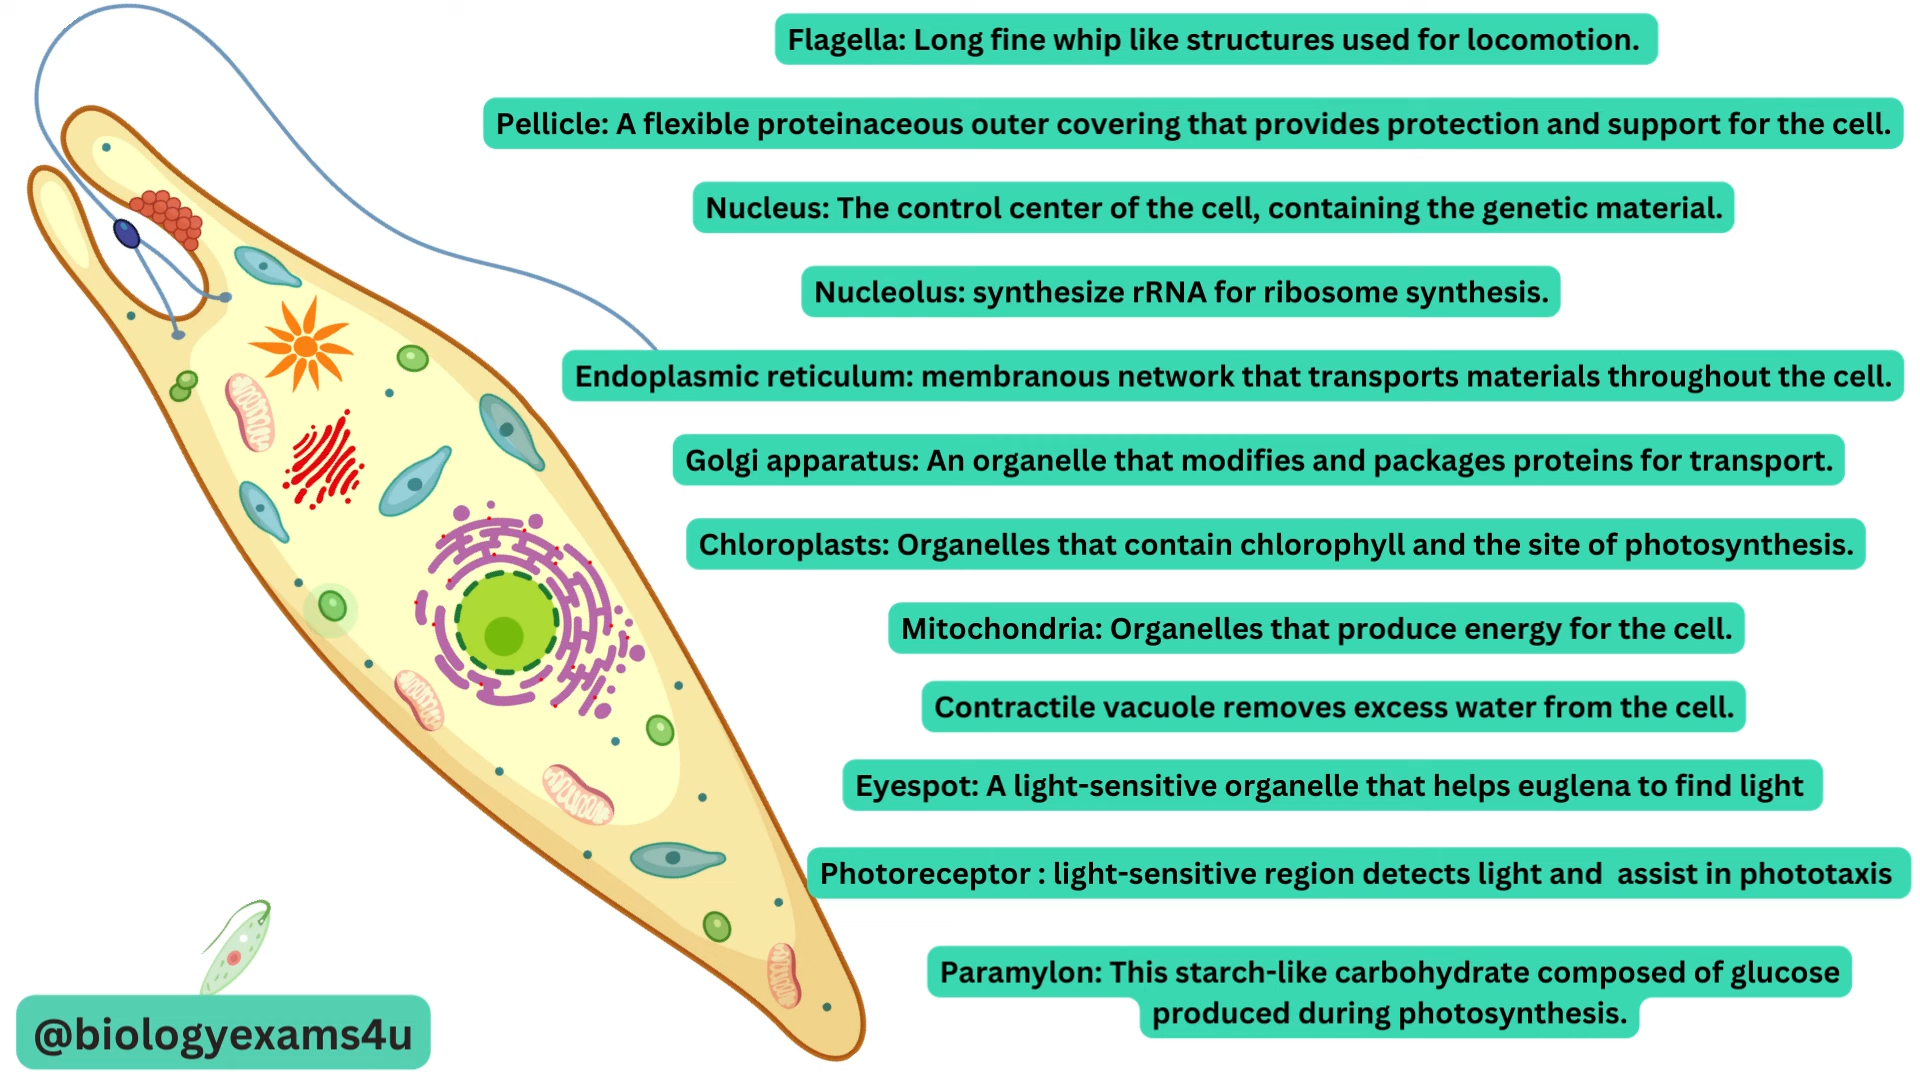 Flagella: Long fine whip like structures used for locomotion.
Pellicle: A flexible proteinaceous outer covering that provides protection and support for the cell.
Nucleus: The control center of the cell, containing the genetic material.
Nucleolus: synthesize rRNA for ribosome synthesis.
Endoplasmic reticulum: membranous network that transports materials throughout the cell.
Golgi apparatus: An organelle that modifies and packages proteins for transport.
Chloroplasts: Organelles that contain chlorophyll and the site of photosynthesis.
Mitochondria: Organelles that produce energy for the cell.
Contractile vacuole removes excess water from the cell.
Eyespot: A light-sensitive organelle that helps euglena to find light
Photoreceptor : light-sensitive region detects light and  assist in phototaxis
Paramylon: This starch-like carbohydrate composed of glucose
produced during photosynthesis.
@biologyexams4u